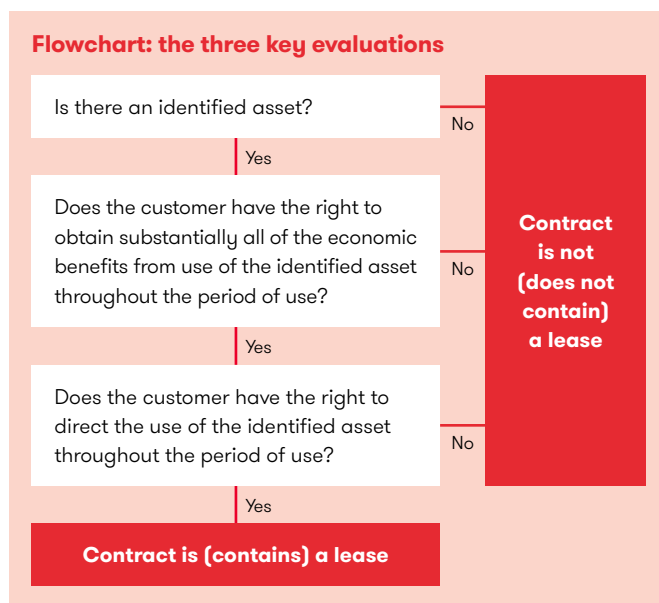 Flowchart: the three key evaluations
Is there an identified asset?
No
Yes
Does the customer have the right to
obtain substantially all of the economic
benefits from use of the identified asset
throughout the period of use?
No
Yes
Does the customer have the right to
direct the use of the identified asset
throughout the period of use?
No
Yes
Contract is (contains) a lease
Contract
is not
(does not
contain)
a lease